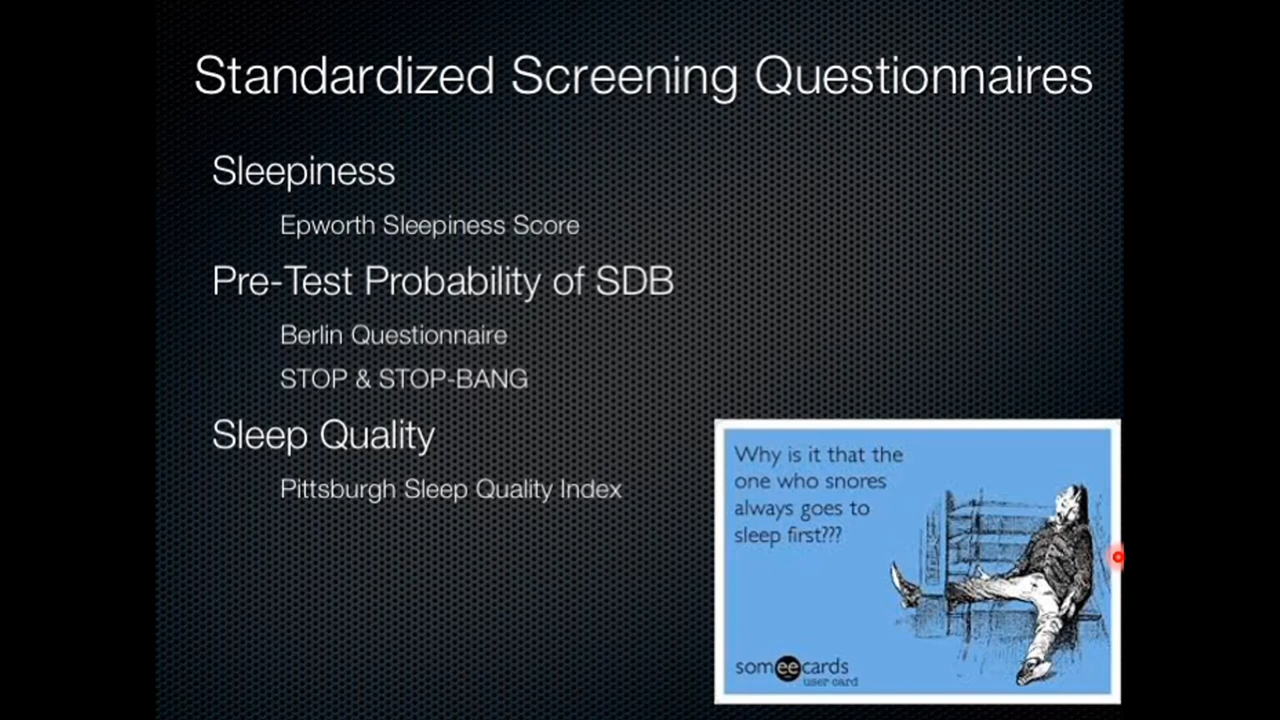 Standardized Screening Questionnaires
Sleepiness
Epworth Sleepiness Score
Pre-Test Probability of SDB
Berlin Questionnaire
STOP & STOP-BANG
Sleep Quality
Pittsburgh Sleep Quality Index
Why is it that the
one who snores
always goes to
sleep first???
someecards
user card